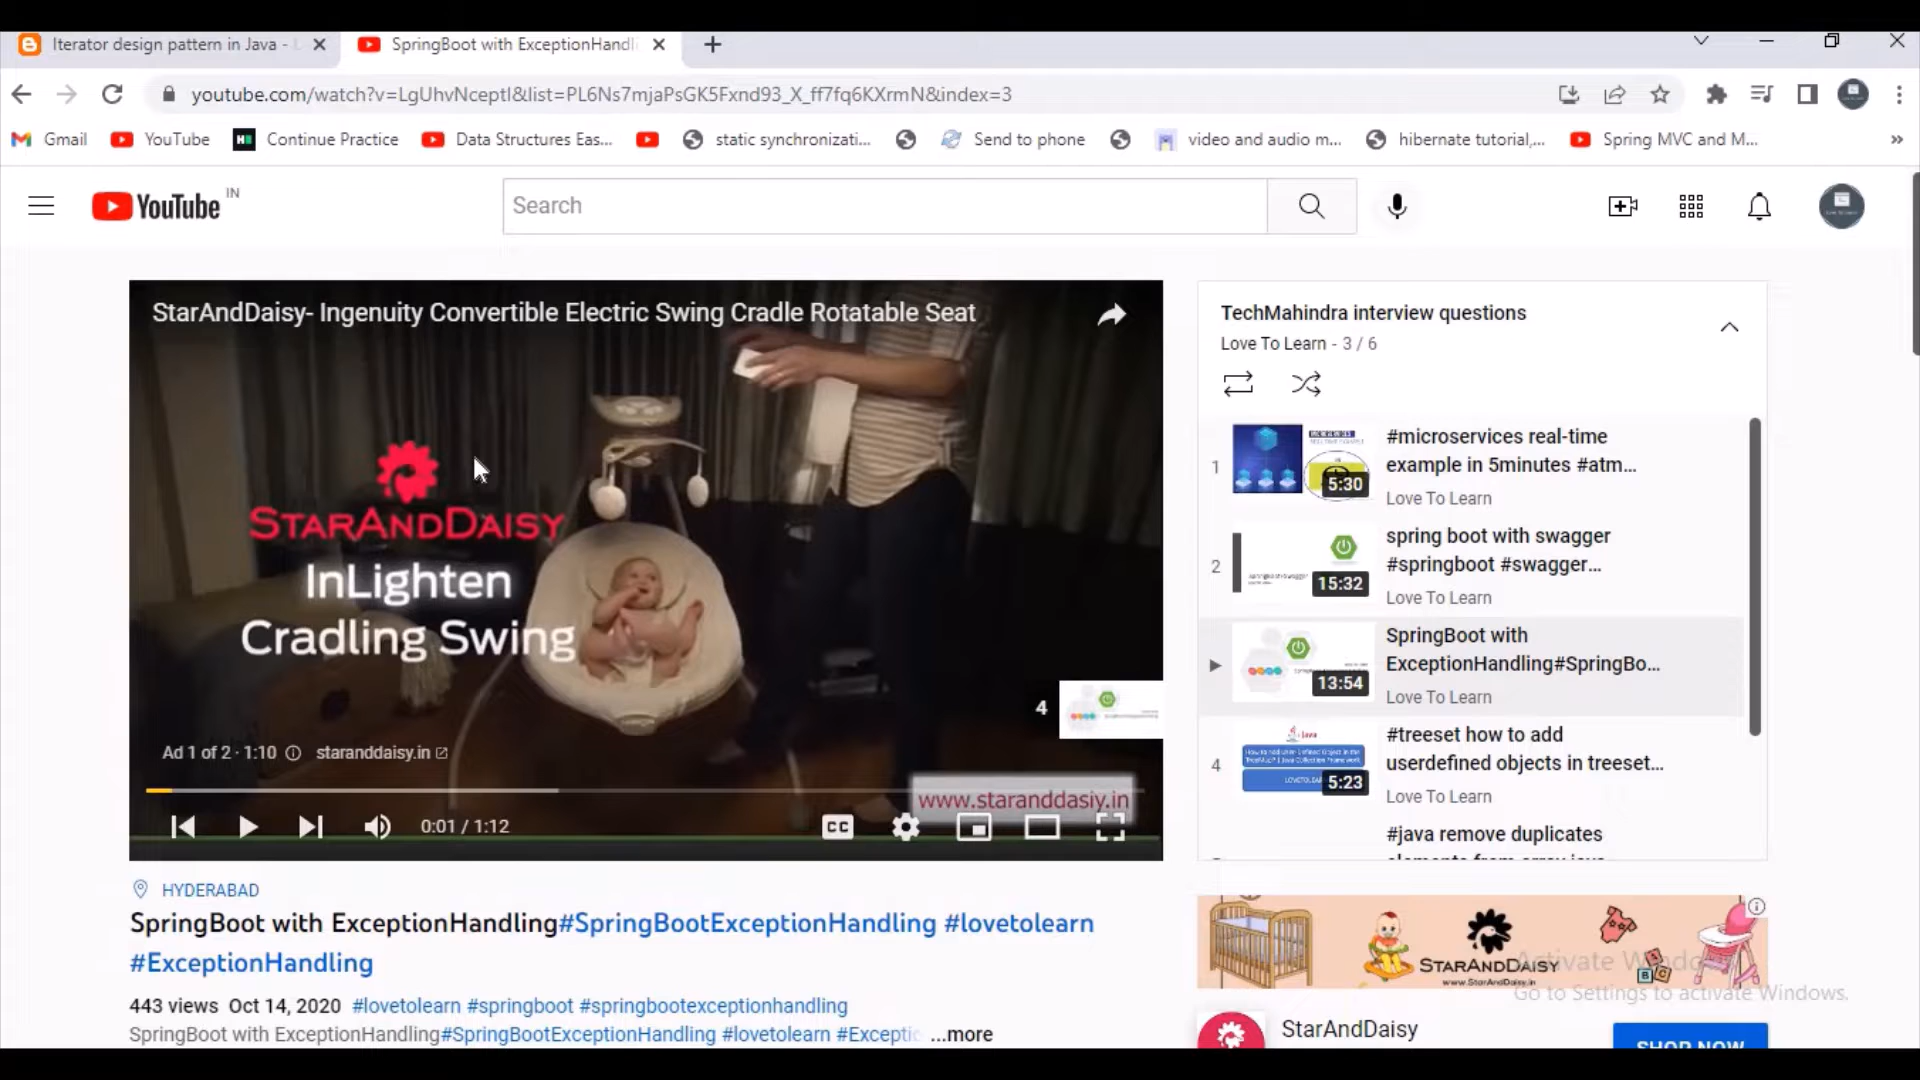 Iterator design pattern in Java -
SpringBoot with ExceptionHandl
youtube.com/watch?v=LgUhvNceptI&list=PL6Ns7mjaPsGK5Fxnd93_X_ff7fq6KXrmN&index=3
Gmail
YouTube
Continue Practice
Data Structures Eas...
static synchronizati...
Send to phone
video and audio m...
hibernate tutorial,...
Spring MVC and M...
YouTube IN
Search
StarAndDaisy- Ingenuity Convertible Electric Swing Cradle Rotatable Seat
STARANDDAISY
InLighten
Cradling Swing
4
Ad 1 of 2 · 1:10
staranddaisy.in
www.staranddasiy.in
0:01 / 1:12
CC
TechMahindra interview questions
Love To Learn - 3 / 6
1
5:30
#microservices real-time
example in 5minutes #atm...
Love To Learn
2
15:32
spring boot with swagger
#springboot #swagger...
Love To Learn
13:54
SpringBoot with
ExceptionHandling#SpringBo...
Love To Learn
4
5:23
#treeset how to add
userdefined objects in treeset...
Love To Learn
#java remove duplicates
HYDERABAD
SpringBoot with ExceptionHandling#SpringBootExceptionHandling #lovetolearn
#ExceptionHandling
443 views Oct 14, 2020 #lovetolearn #springboot #springbootexceptionhandling
SpringBoot with ExceptionHandling#SpringBootExceptionHandling #lovetolearn #Exceptio ...more
STARANDDAISY
www.StarAndDaisy.in
Activate Windows
Go to Settings to activate Windows.
StarAndDaisy
SHOP NOW